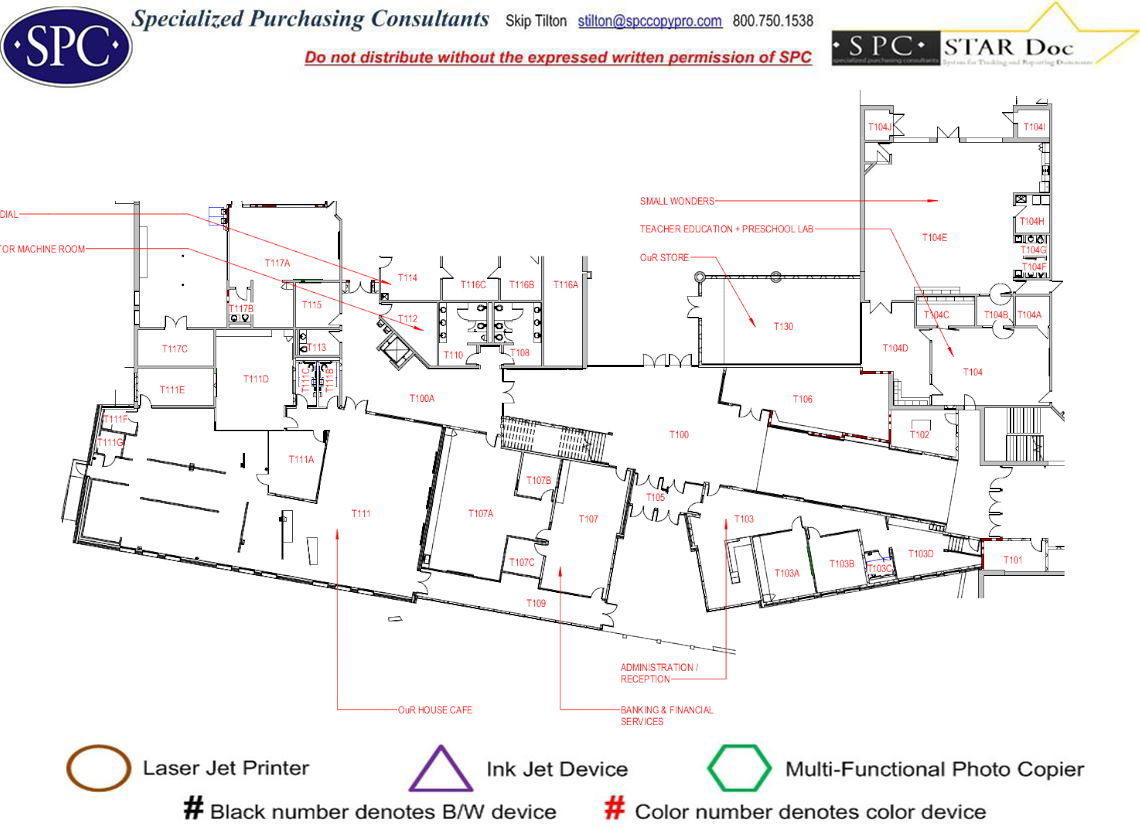 SPC
Specialized Purchasing Consultants Skip Tilton stilton@spccopypro.com 800.750.1538
Do not distribute without the expressed written permission of SPC
SPC
specialized purchasing consultants
STAR Doc
System for Tracking and Reporting Documents
T104J
T104I
SMALL WONDERS
T104H
DIAL
TEACHER EDUCATION + PRESCHOOL LAB
T104E
T104G
TOR MACHINE ROOM
OuR STORE
T104F
T117A
T114
T116C
T116B
T116A
T115
T117B
T112
T104C
T104B
T104A
T130
T117C
T113
T110
T108
T104D
T111D
T111C
T111B
T104
T111E
T100A
T106
T111F
T111G
T100
T102
T111A
T107B
T105
T111
T107A
T107
T103
T107C
T103A
T103B
T103C
T103D
T101
T109
ADMINISTRATION /
RECEPTION
OuR HOUSE CAFE
BANKING & FINANCIAL
SERVICES
Laser Jet Printer
Ink Jet Device
Multi-Functional Photo Copier
# Black number denotes B/W device
# Color number denotes color device